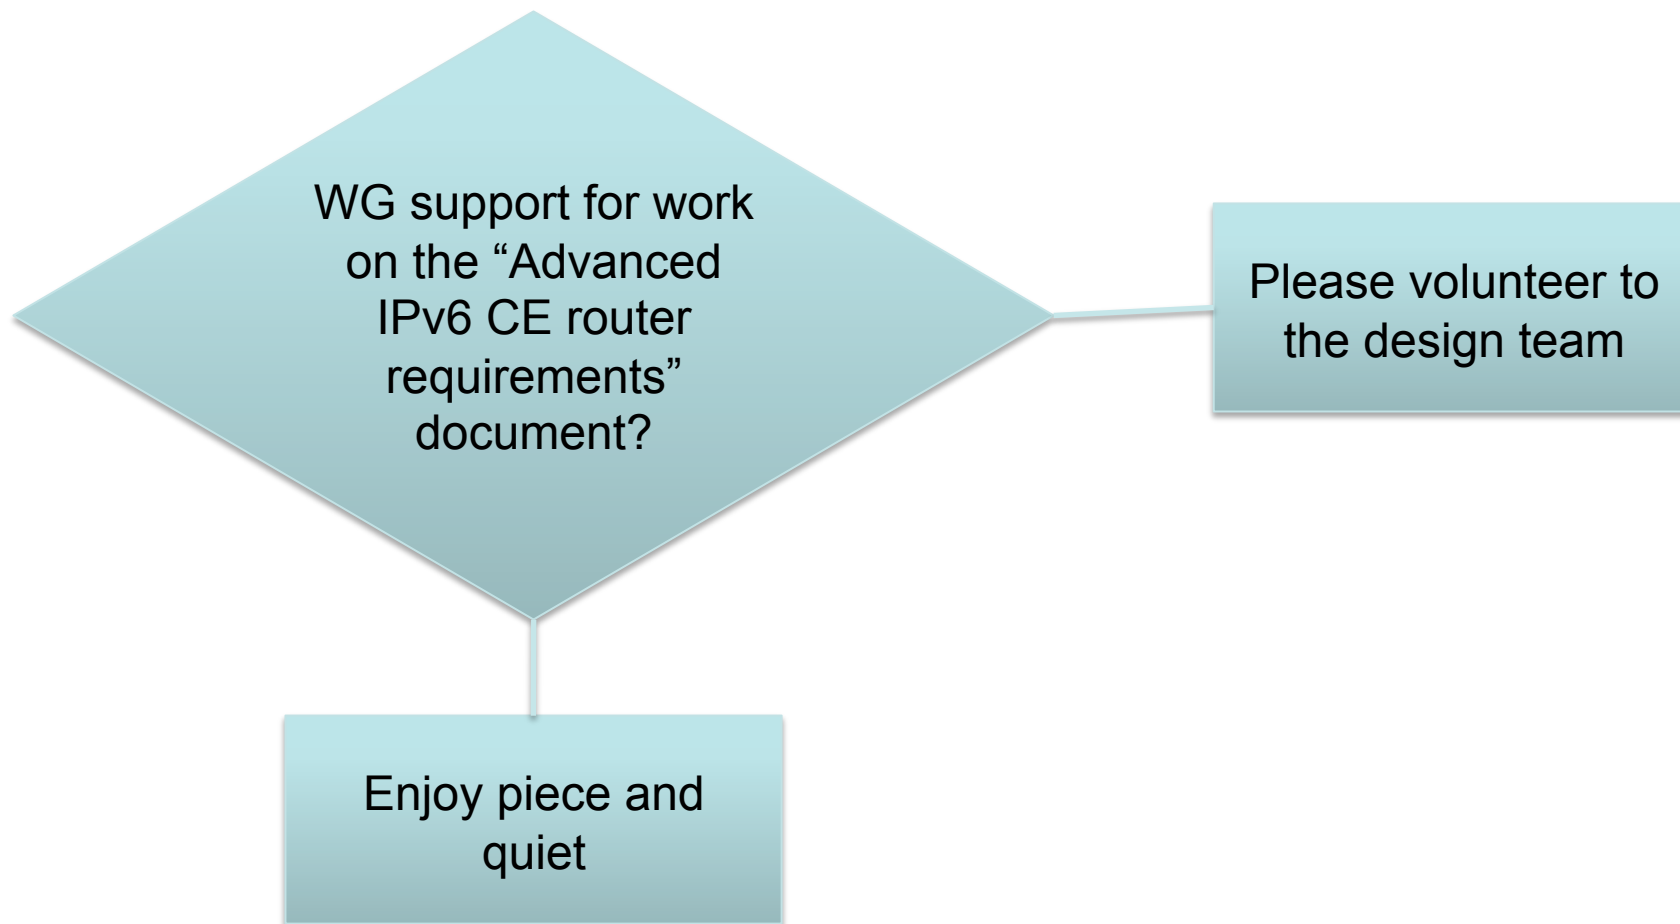 WG support for work
on the “Advanced
IPv6 CE router
requirements”
document?
Please volunteer to
the design team
Enjoy piece and
quiet